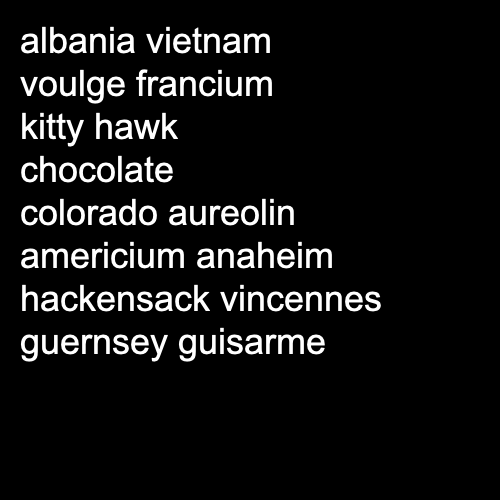 albania vietnam
voulge francium
kitty hawk
chocolate
colorado aureolin
americium anaheim
hackensack vincennes
guernsey guisarme